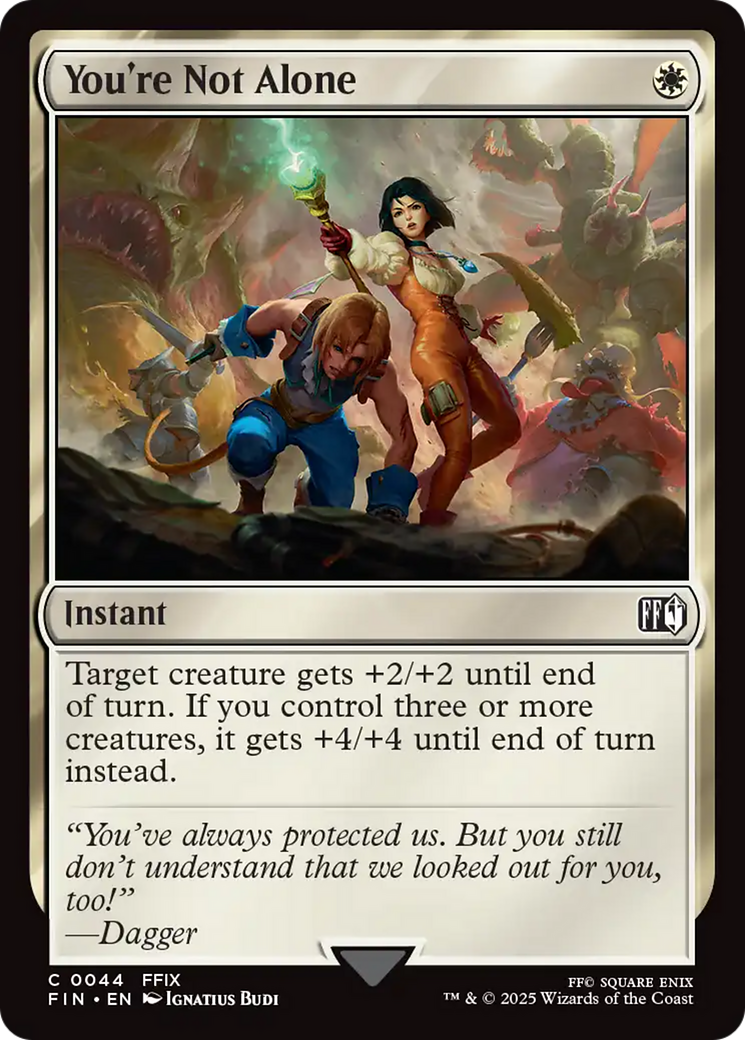 You're Not Alone
Instant
FF
Target creature gets +2/+2 until end
of turn. If you control three or more
creatures, it gets +4/+4 until end of turn
instead.
“You’ve always protected us. But you still
don’t understand that we looked out for you,
too!”
—Dagger
C 0044 FFIX
FIN • EN Ignatius Budi
FF© SQUARE ENIX
™ & © 2025 Wizards of the Coast